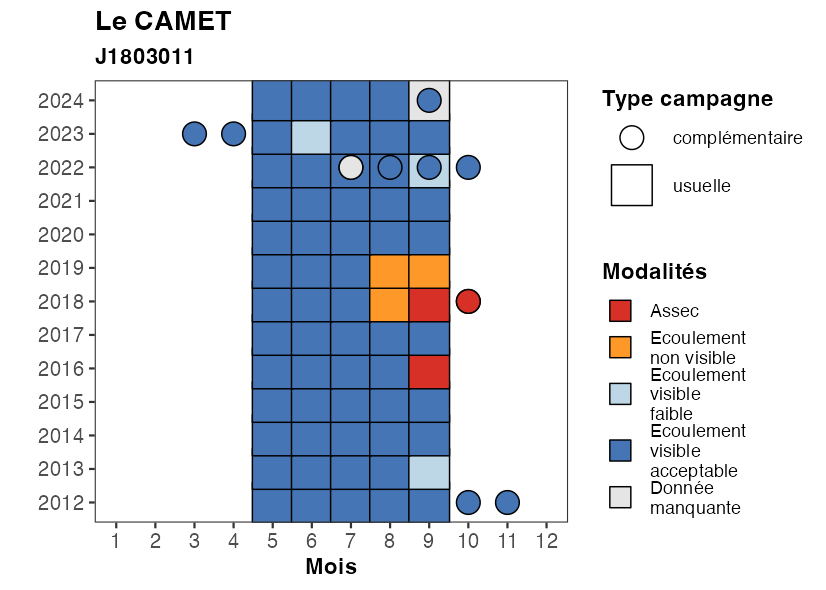 Le CAMET
J1803011
2024
2023
2022
2021
2020
2019
2018
2017
2016
2015
2014
2013
2012
1 2 3 4 5 6 7 8 9 10 11 12
Mois
Type campagne
complémentaire
usuelle
Modalités
Assec
Ecoulement
non visible
Ecoulement
visible
faible
Ecoulement
visible
acceptable
Donnée
manquante